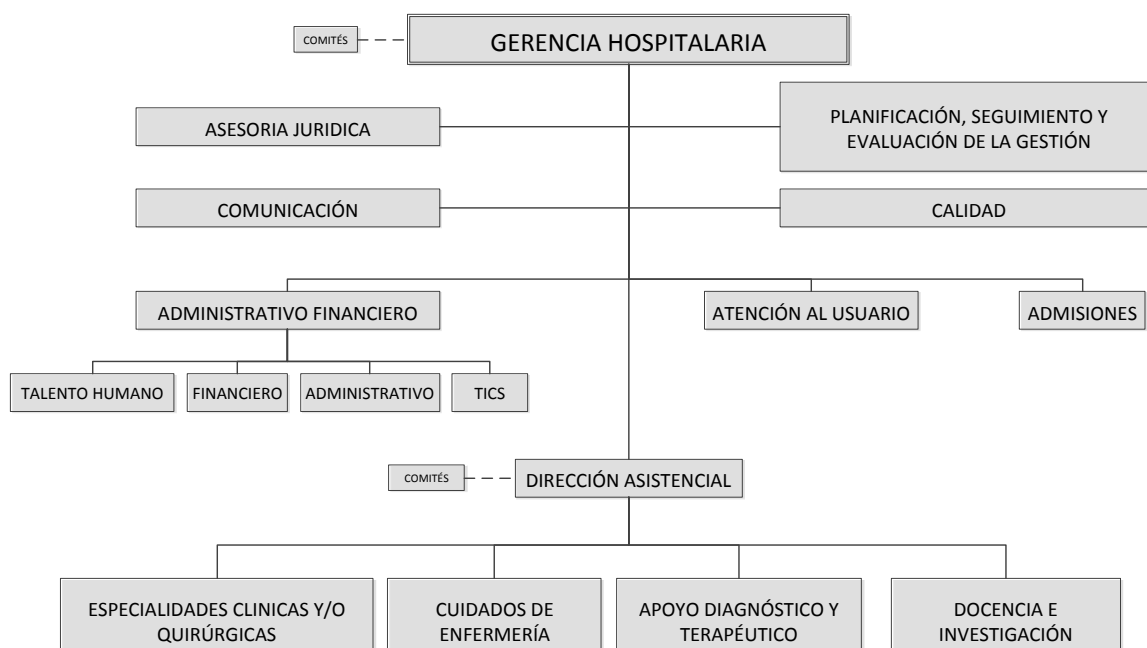 COMITÉS
GERENCIA HOSPITALARIA
ASESORIA JURIDICA
PLANIFICACIÓN, SEGUIMIENTO Y
EVALUACIÓN DE LA GESTIÓN
COMUNICACIÓN
CALIDAD
ADMINISTRATIVO FINANCIERO
ATENCIÓN AL USUARIO
ADMISIONES
TALENTO HUMANO
FINANCIERO
ADMINISTRATIVO
TICS
COMITÉS
DIRECCIÓN ASISTENCIAL
ESPECIALIDADES CLINICAS Y/O
QUIRÚRGICAS
CUIDADOS DE
ENFERMERÍA
APOYO DIAGNÓSTICO Y
TERAPÉUTICO
DOCENCIA E
INVESTIGACIÓN